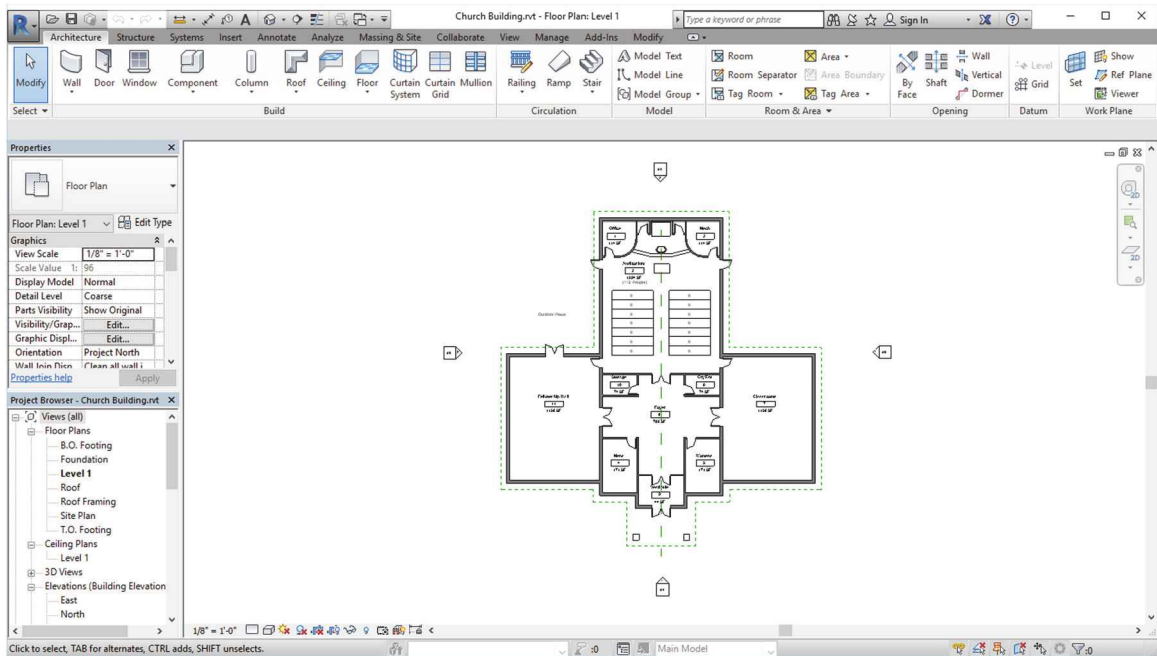 Church Building.rvt - Floor Plan: Level 1
Type a keyword or phrase
Sign In
Architecture Structure Systems Insert Annotate Analyze Massing & Site Collaborate View Manage Add-Ins Modify
Modify Wall Door Window Component Column Roof Ceiling Floor Curtain System Curtain Grid Mullion Railing Ramp Stair
Model Text
Model Line
Model Group
Room
Room Separator
Tag Room
Area
Area Boundary
Tag Area
By Face
Shaft
Wall
Vertical
Dormer
Level
Grid
Set
Show
Ref Plane
Viewer
Select Build Circulation Model Room & Area Opening Datum Work Plane
Properties
Floor Plan
Floor Plan: Level 1 Edit Type
Graphics
View Scale 1/8" = 1'-0"
Scale Value 1: 96
Display Model Normal
Detail Level Coarse
Parts Visibility Show Original
Visibility/Grap... Edit...
Graphic Displ... Edit...
Orientation Project North
Wall Join Disp Clean all wall j
Properties help Apply
Project Browser - Church Building.rvt
Views (all)
Floor Plans
B.O. Footing
Foundation
Level 1
Roof
Roof Framing
Site Plan
T.O. Footing
Ceiling Plans
Level 1
3D Views
Elevations (Building Elevation
East
North
2D
2D
Office
1/8" = 1'-0"
Click to select, TAB for alternates, CTRL adds, SHIFT unselects.
:0
Main Model
:0